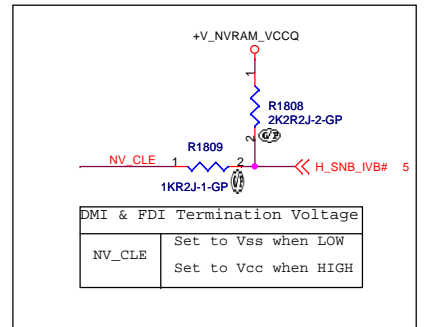 +V_NVRAM_VCCQ
1
R1808
2K2R2J-2-GP
2
R1809
NV_CLE 1 2 H_SNB_IVB# 5
1KR2J-1-GP
DMI & FDI Termination Voltage
NV_CLE
Set to Vss when LOW
Set to Vcc when HIGH